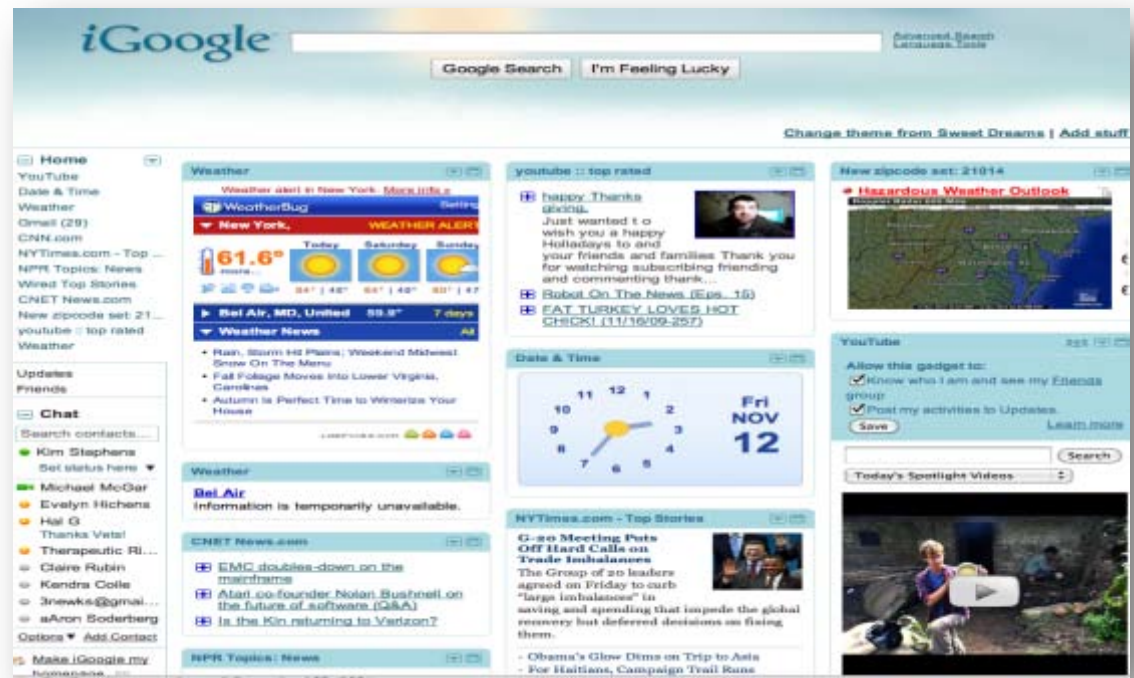 iGoogle
Advanced Search
Language Tools
Google Search
I'm Feeling Lucky
Change theme from Sweet Dreams | Add stuff
Home
YouTube
Date & Time
Weather
Gmail (29)
CNN.com
NYTimes.com - Top ...
NPR Topics: News
Wired Top Stories
CNET News.com
New zipcode set: 21...
youtube :: top rated
Weather
Updates
Friends
Chat
Search contacts...
Kim Stephens
Set status here ▼
Michael McGar
Evelyn Hichens
Hal G
Thanks Vets!
Therapeutic Ri...
Claire Rubin
Kendra Colle
3newks@gmai...
aAron Soderberg
Options ▼ Add Contact
Make iGoogle my
homepage
Weather
Weather alert in New York. More info »
WeatherBug
New York,
WEATHER ALERT
61.6°
more...
Today
Saturday
Sunday
64° | 48°
60° | 47
Bel Air, MD, United
59.9°
7 days
Weather News
All
• Rain, Storm Hit Plains; Weekend Midwest
Snow On The Menu
• Fall Foliage Moves Into Lower Virginia,
Carolinas
• Autumn Is Perfect Time to Winterize Your
House
Weather
Bel Air
Information is temporarily unavailable.
CNET News.com
EMC doubles-down on the
mainframe
Atari co-founder Nolan Bushnell on
the future of software (Q&A)
Is the Kin returning to Verizon?
NPR Topics: News
youtube :: top rated
happy Thanks
giving.
Just wanted t o
wish you a happy
Holladays to and
your friends and families Thank you
for watching subscribing friending
and commenting thank...
Robot On The News (Eps. 15)
FAT TURKEY LOVES HOT
CHICK! (11/16/09-257)
Date & Time
12
1
2
3
4
5
6
7
8
9
10
11
Fri
NOV
12
NYTimes.com - Top Stories
G-20 Meeting Puts
Off Hard Calls on
Trade Imbalances
The Group of 20 leaders
agreed on Friday to curb
"large imbalances" in
saving and spending that impede the global
recovery but deferred decisions on fixing
them.
- Obama's Glow Dims on Trip to Asia
- For Haitians, Campaign Trail Runs
New zipcode set: 21014
Hazardous Weather Outlook
YouTube
Allow this gadget to:
Know who I am and see my Friends
group
Post my activities to Updates.
Save
Learn more
Search
Today's Spotlight Videos